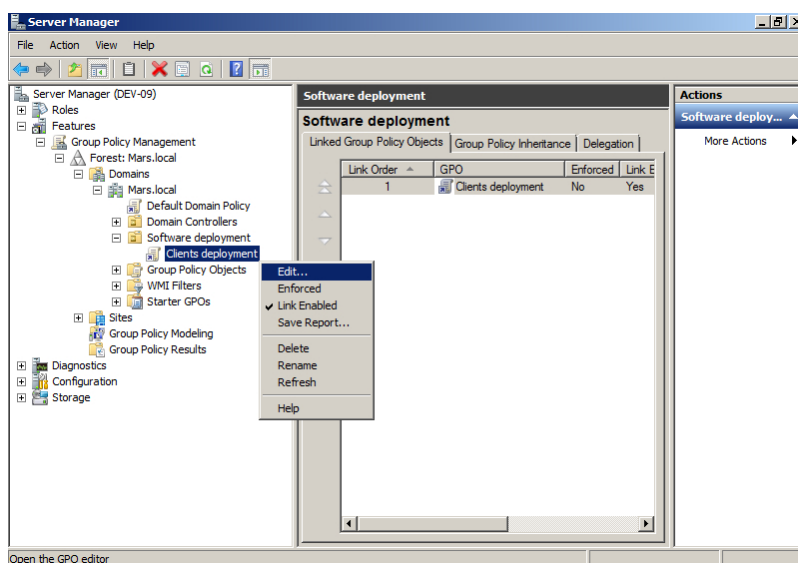 Server Manager
File Action View Help
Server Manager (DEV-09)
Roles
Features
Group Policy Management
Forest: Mars.local
Domains
Mars.local
Default Domain Policy
Domain Controllers
Software deployment
Clients deployment
Group Policy Objects
WMI Filters
Starter GPOs
Sites
Group Policy Modeling
Group Policy Results
Diagnostics
Configuration
Storage
Edit...
Enforced
Link Enabled
Save Report...
Delete
Rename
Refresh
Help
Software deployment
Software deployment
Linked Group Policy Objects Group Policy Inheritance Delegation
Link Order GPO Enforced Link E
1 Clients deployment No Yes
Actions
Software deploy...
More Actions
Open the GPO editor